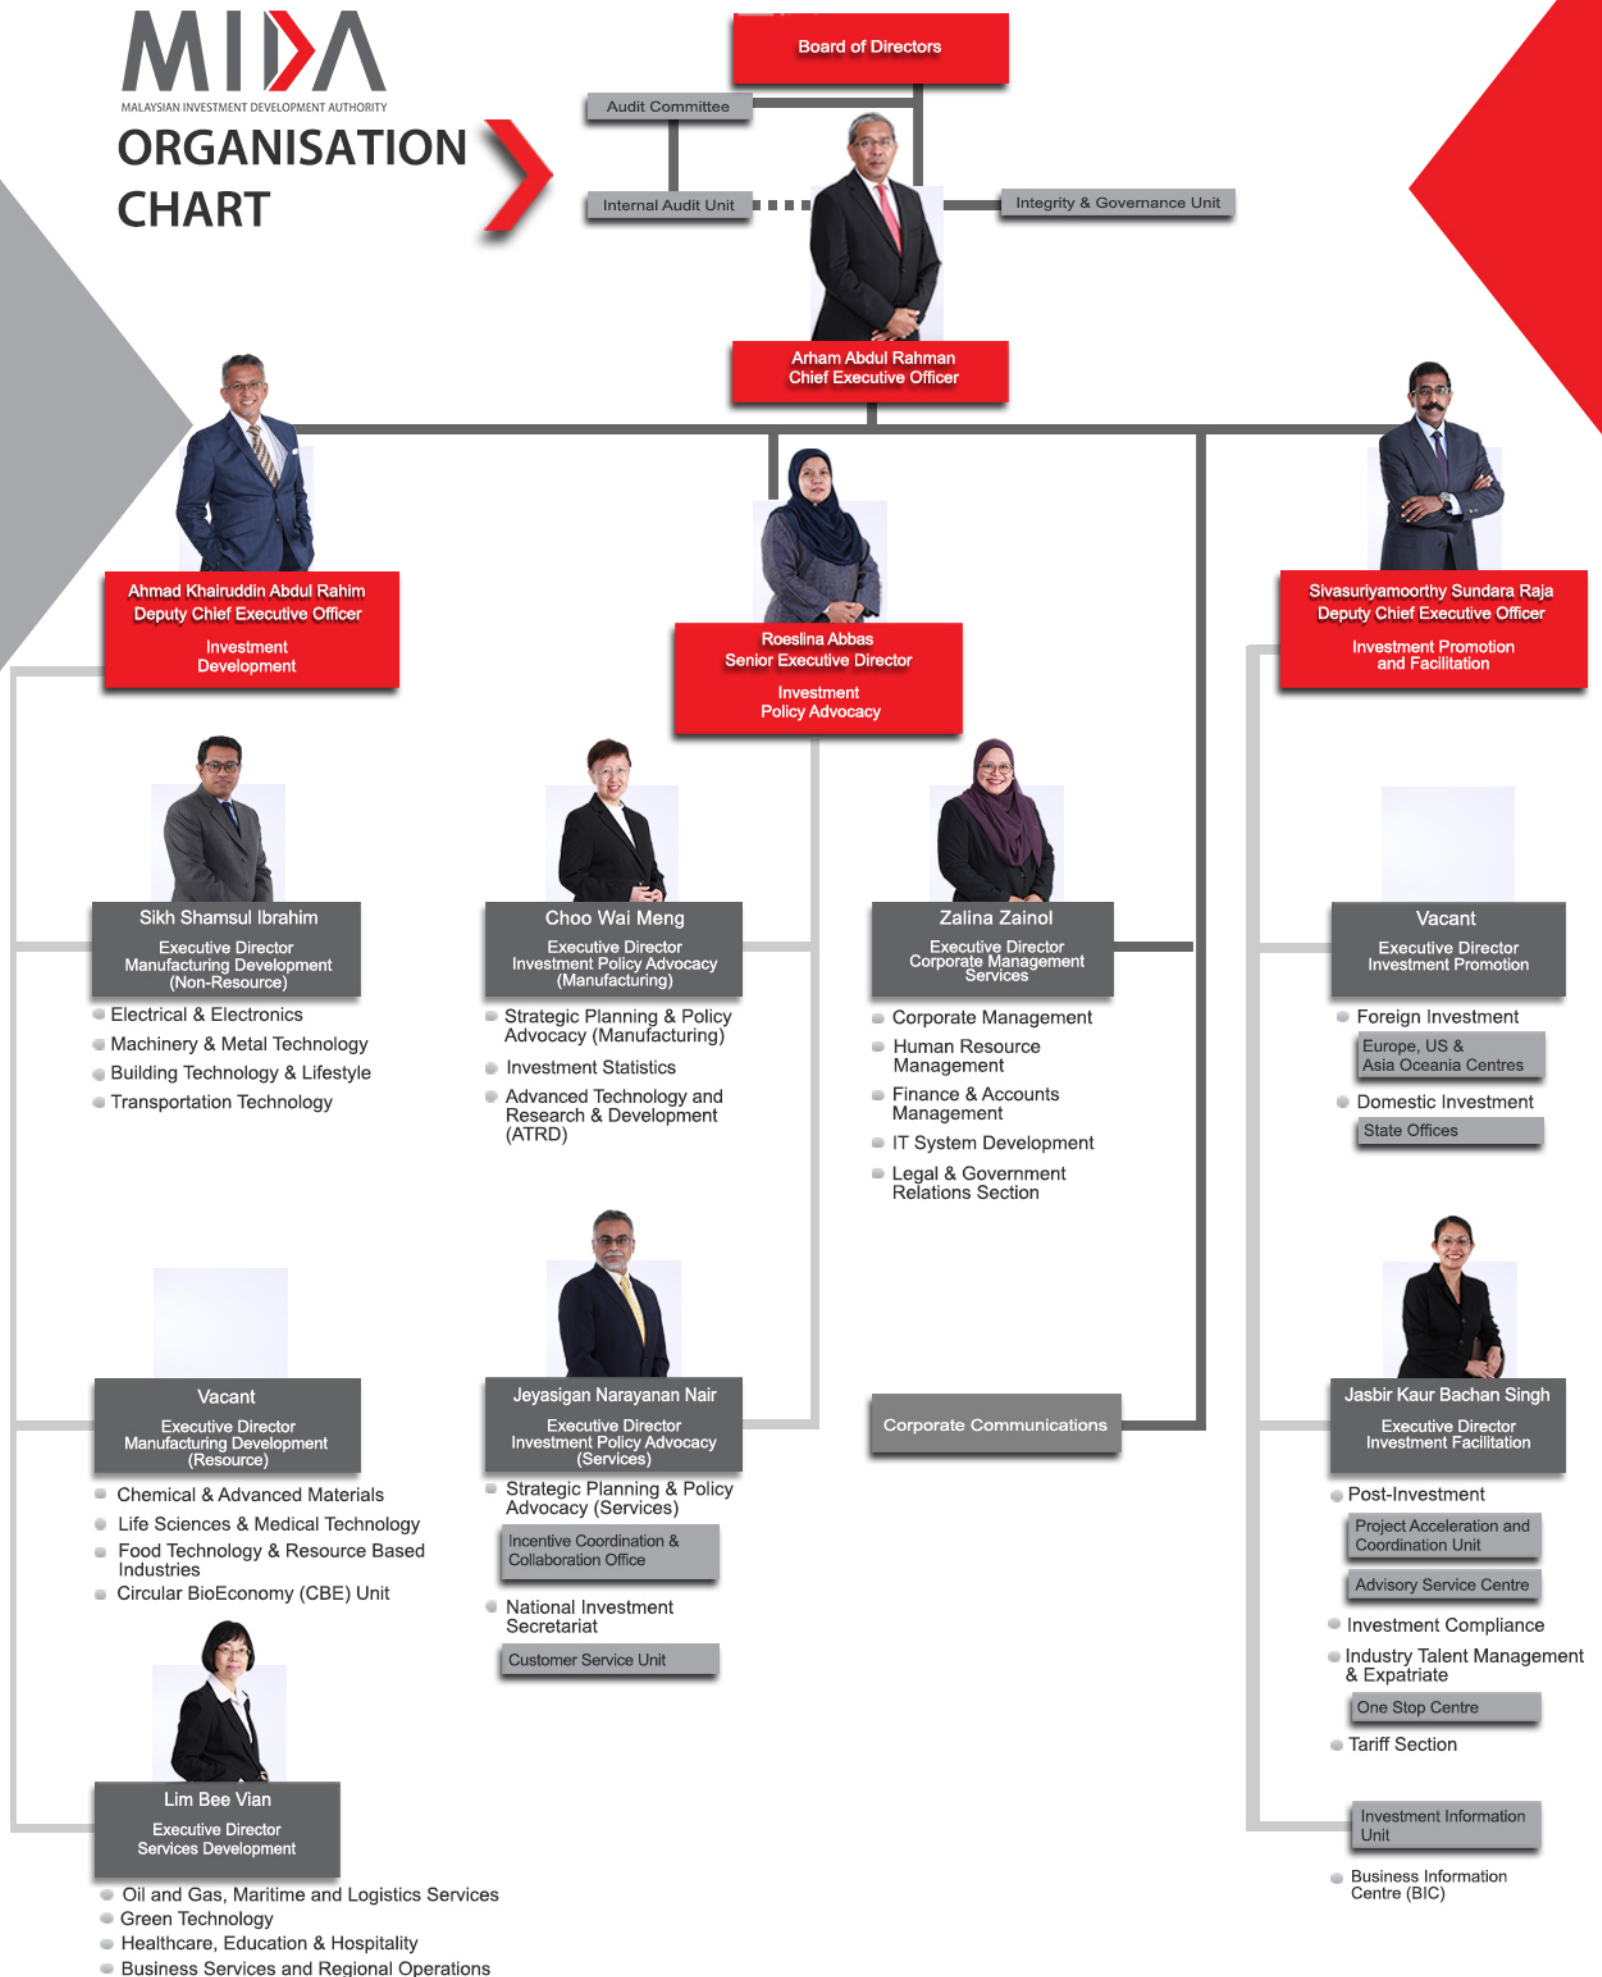 MIDA
MALAYSIAN INVESTMENT DEVELOPMENT AUTHORITY
ORGANISATION
CHART
Board of Directors
Audit Committee
Internal Audit Unit
Integrity & Governance Unit
Arham Abdul Rahman
Chief Executive Officer
Ahmad Khairuddin Abdul Rahim
Deputy Chief Executive Officer
Investment
Development
Roeslina Abbas
Senior Executive Director
Investment
Policy Advocacy
Sivasuriyamoorthy Sundara Raja
Deputy Chief Executive Officer
Investment Promotion
and Facilitation
Sikh Shamsul Ibrahim
Executive Director
Manufacturing Development
(Non-Resource)
Electrical & Electronics
Machinery & Metal Technology
Building Technology & Lifestyle
Transportation Technology
Choo Wai Meng
Executive Director
Investment Policy Advocacy
(Manufacturing)
Strategic Planning & Policy
Advocacy (Manufacturing)
Investment Statistics
Advanced Technology and
Research & Development
(ATRD)
Zalina Zainol
Executive Director
Corporate Management
Services
Corporate Management
Human Resource
Management
Finance & Accounts
Management
IT System Development
Legal & Government
Relations Section
Vacant
Executive Director
Investment Promotion
Foreign Investment
Europe, US &
Asia Oceania Centres
Domestic Investment
State Offices
Vacant
Executive Director
Manufacturing Development
(Resource)
Chemical & Advanced Materials
Life Sciences & Medical Technology
Food Technology & Resource Based
Industries
Circular BioEconomy (CBE) Unit
Jeyasigan Narayanan Nair
Executive Director
Investment Policy Advocacy
(Services)
Strategic Planning & Policy
Advocacy (Services)
Incentive Coordination &
Collaboration Office
National Investment
Secretariat
Customer Service Unit
Corporate Communications
Jasbir Kaur Bachan Singh
Executive Director
Investment Facilitation
Post-Investment
Project Acceleration and
Coordination Unit
Advisory Service Centre
Investment Compliance
Industry Talent Management
& Expatriate
One Stop Centre
Tariff Section
Investment Information
Unit
Business Information
Centre (BIC)
Lim Bee Vian
Executive Director
Services Development
Oil and Gas, Maritime and Logistics Services
Green Technology
Healthcare, Education & Hospitality
Business Services and Regional Operations